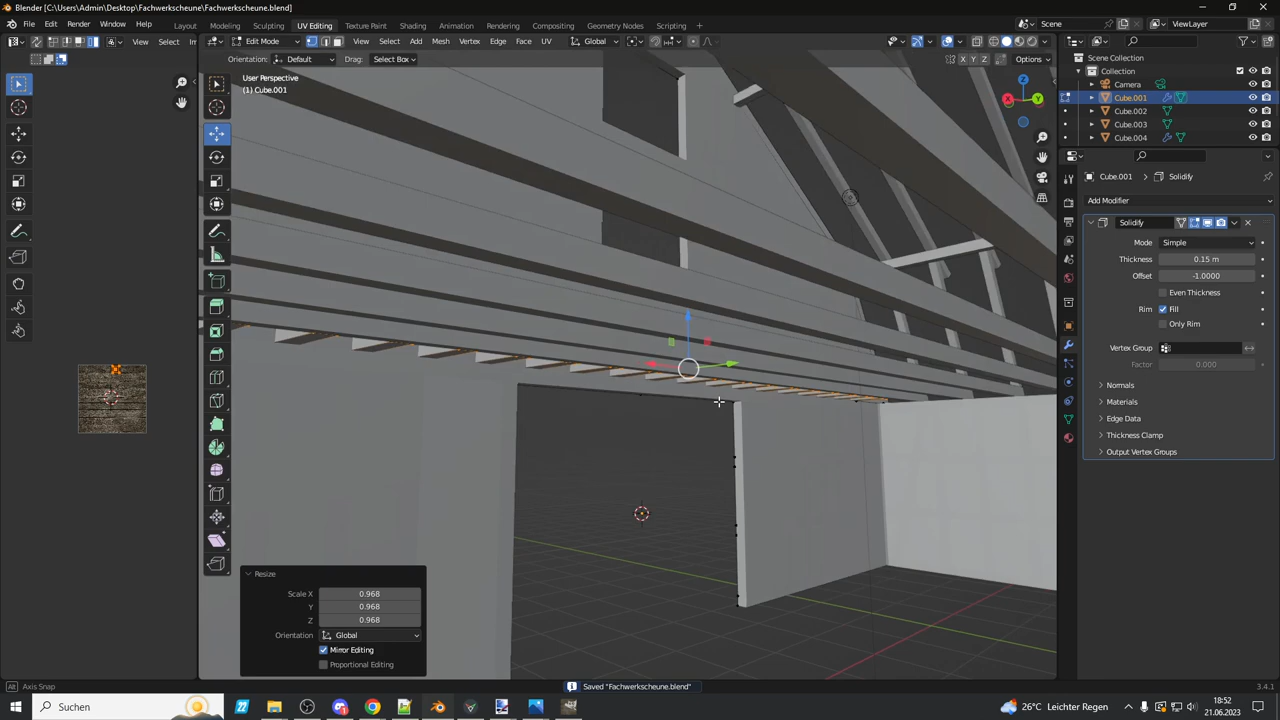 Blender [C:\Users\Admin\Desktop\Fachwerkscheune\Fachwerkscheune.blend]
File Edit Render Window Help Layout Modeling Sculpting UV Editing Texture Paint Shading Animation Rendering Compositing Geometry Nodes Scripting Scene ViewLayer
View Select Edit Mode View Select Add Mesh Vertex Edge Face UV Global
Orientation: Default Drag: Select Box X Y Z Options
User Perspective
(1) Cube.001
Scene Collection
Collection
Camera
Cube.001
Cube.002
Cube.003
Cube.004
Cube.001 > Solidify
Add Modifier
Solidify
Mode Simple
Thickness 0.15 m
Offset -1.0000
Even Thickness
Rim Fill
Only Rim
Vertex Group
Factor 0.000
Normals
Materials
Edge Data
Thickness Clamp
Output Vertex Groups
Resize
Scale X 0.968
Y 0.968
Z 0.968
Orientation Global
Mirror Editing
Proportional Editing
Alt Axis Snap Saved "Fachwerkscheune.blend" 3.4.1
Suchen
26°C Leichter Regen
18:52
21.06.2023